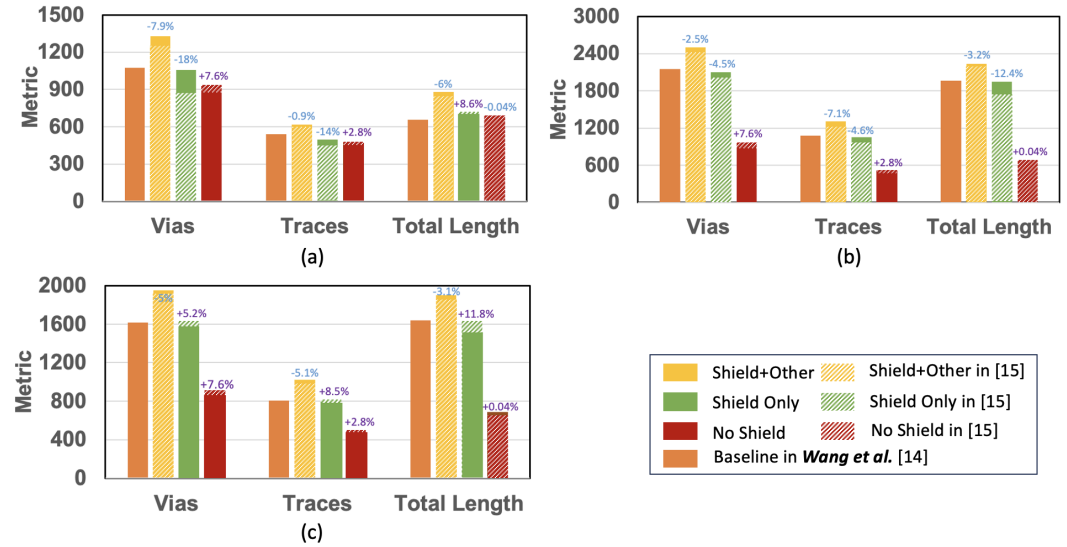 1500
1200
900
600
300
0
Metric
-7.9%
-18%
+7.6%
-0.9%
-14%
+2.8%
-6%
+8.6%
-0.04%
Vias
Traces
Total Length
(a)
3000
2400
1800
1200
600
0
Metric
-2.5%
-4.5%
+7.6%
-7.1%
-4.6%
+2.8%
-3.2%
-12.4%
+0.04%
Vias
Traces
Total Length
(b)
2000
1600
1200
800
400
0
Metric
-5%
+5.2%
+7.6%
-5.1%
+8.5%
+2.8%
-3.1%
+11.8%
+0.04%
Vias
Traces
Total Length
(c)
Shield+Other
Shield+Other in [15]
Shield Only
Shield Only in [15]
No Shield
No Shield in [15]
Baseline in Wang et al. [14]